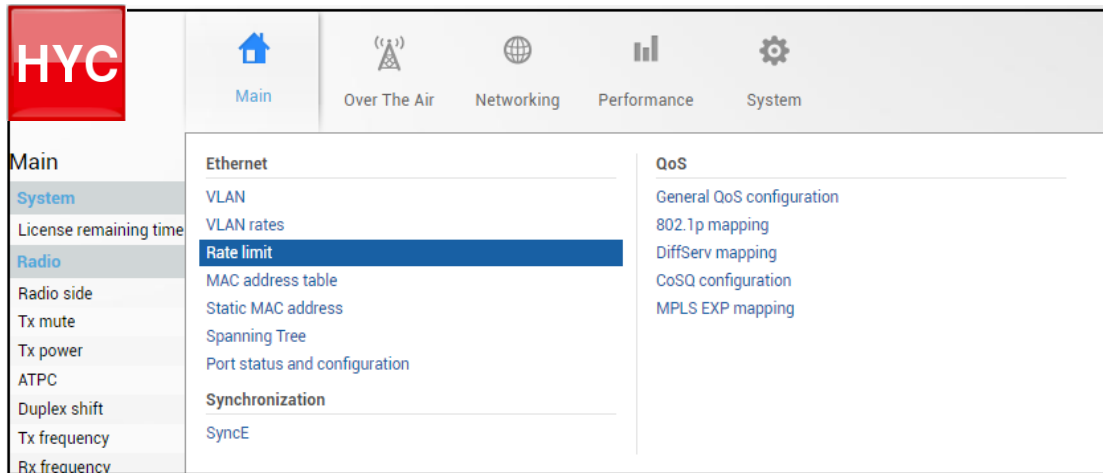 HYC
Main
Over The Air
Networking
Performance
System
Main
System
License remaining time
Radio
Radio side
Tx mute
Tx power
ATPC
Duplex shift
Tx frequency
Rx frequency
Ethernet
VLAN
VLAN rates
Rate limit
MAC address table
Static MAC address
Spanning Tree
Port status and configuration
Synchronization
SyncE
QoS
General QoS configuration
802.1p mapping
DiffServ mapping
CoSQ configuration
MPLS EXP mapping